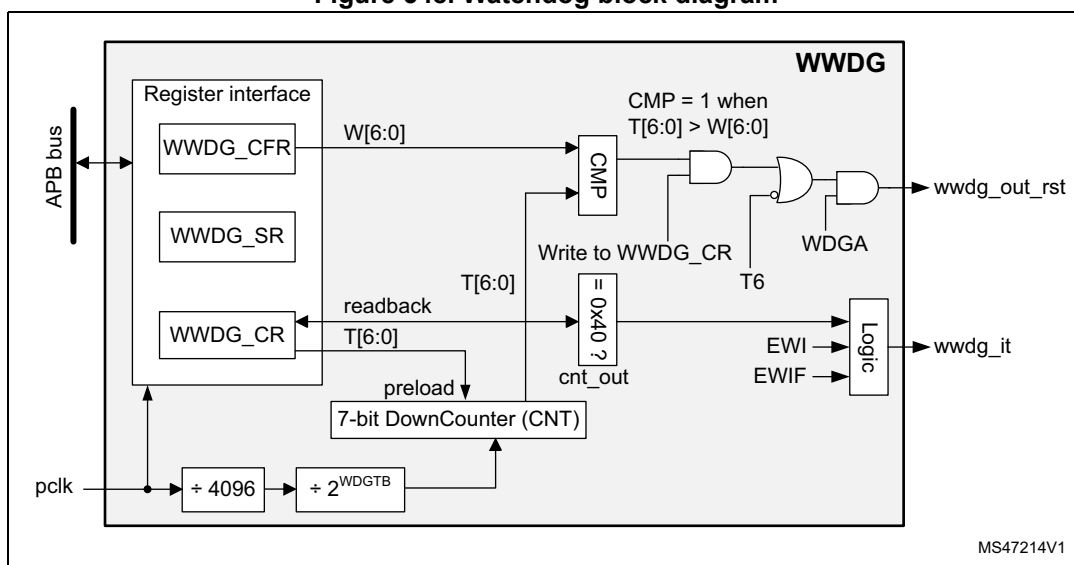 Figure Watchdog block diagram
WWDG
Register interface
CMP = 1 when
T[6:0] > W[6:0]
APB bus
WWDG_CFR
W[6:0]
CMP
wwdg_out_rst
WWDG_SR
Write to WWDG_CR
WDGA
T6
T[6:0]
readback
= 0x40 ?
WWDG_CR
T[6:0]
Logic
EWI
wwdg_it
EWIF
cnt_out
preload
7-bit DownCounter (CNT)
pclk
÷ 4096
÷ 2^WDGTB
MS47214V1